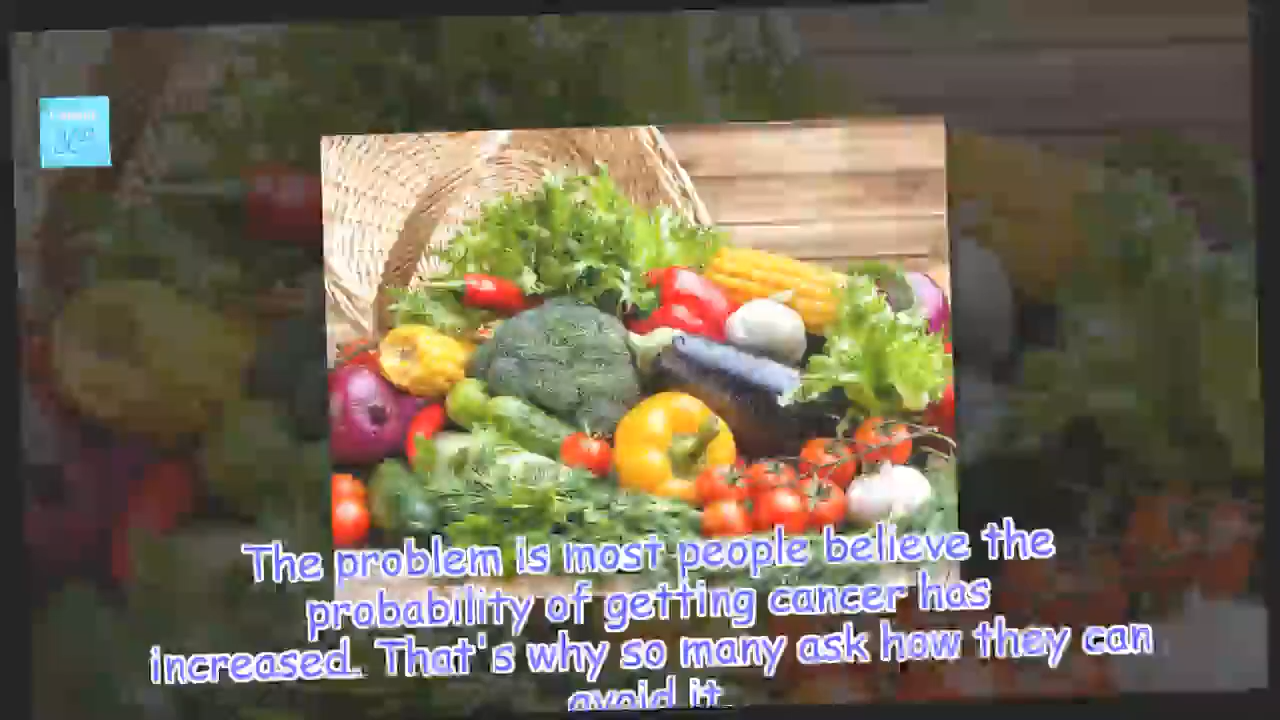 The problem is most people believe the
probability of getting cancer has
increased. That's why so many ask how they can
avoid it.